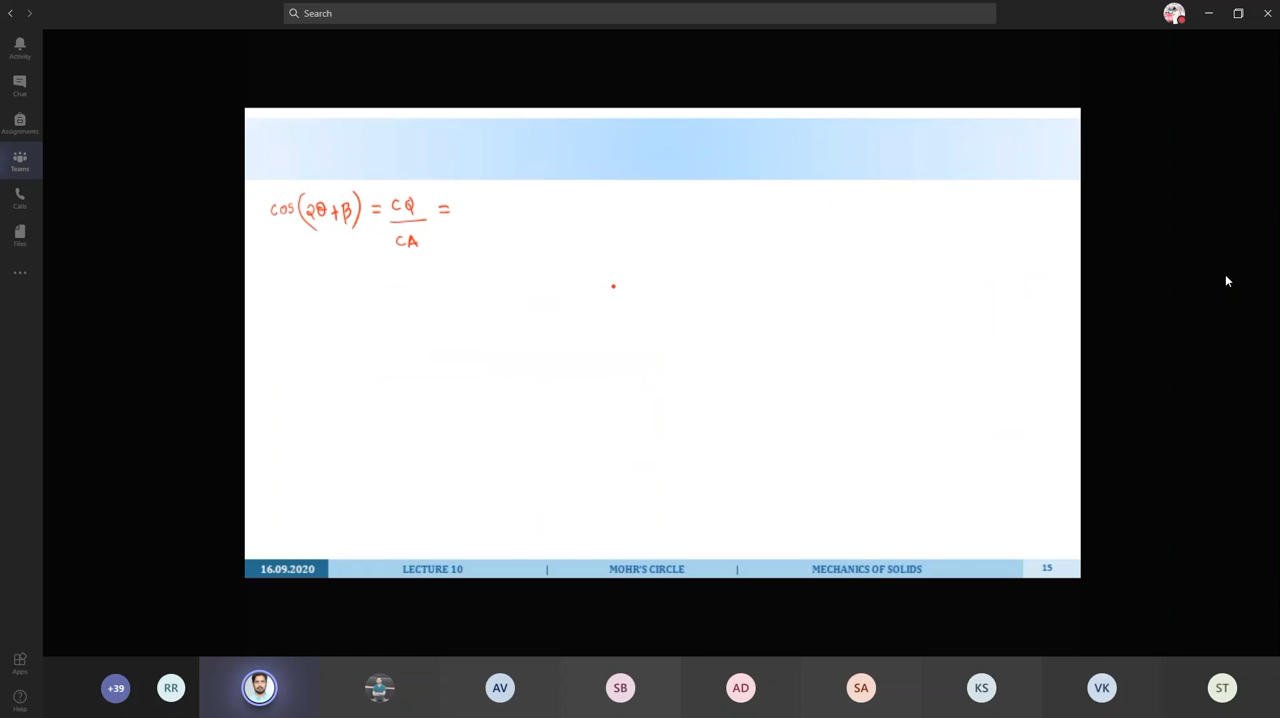 Search
Activity
Chat
Assignments
Teams
Calls
Files
cos(2θ+β) = CQ =
CA
16.09.2020 LECTURE 10 | MOHR'S CIRCLE | MECHANICS OF SOLIDS 15
Apps
Help
+39 RR AV SB AD SA KS VK ST